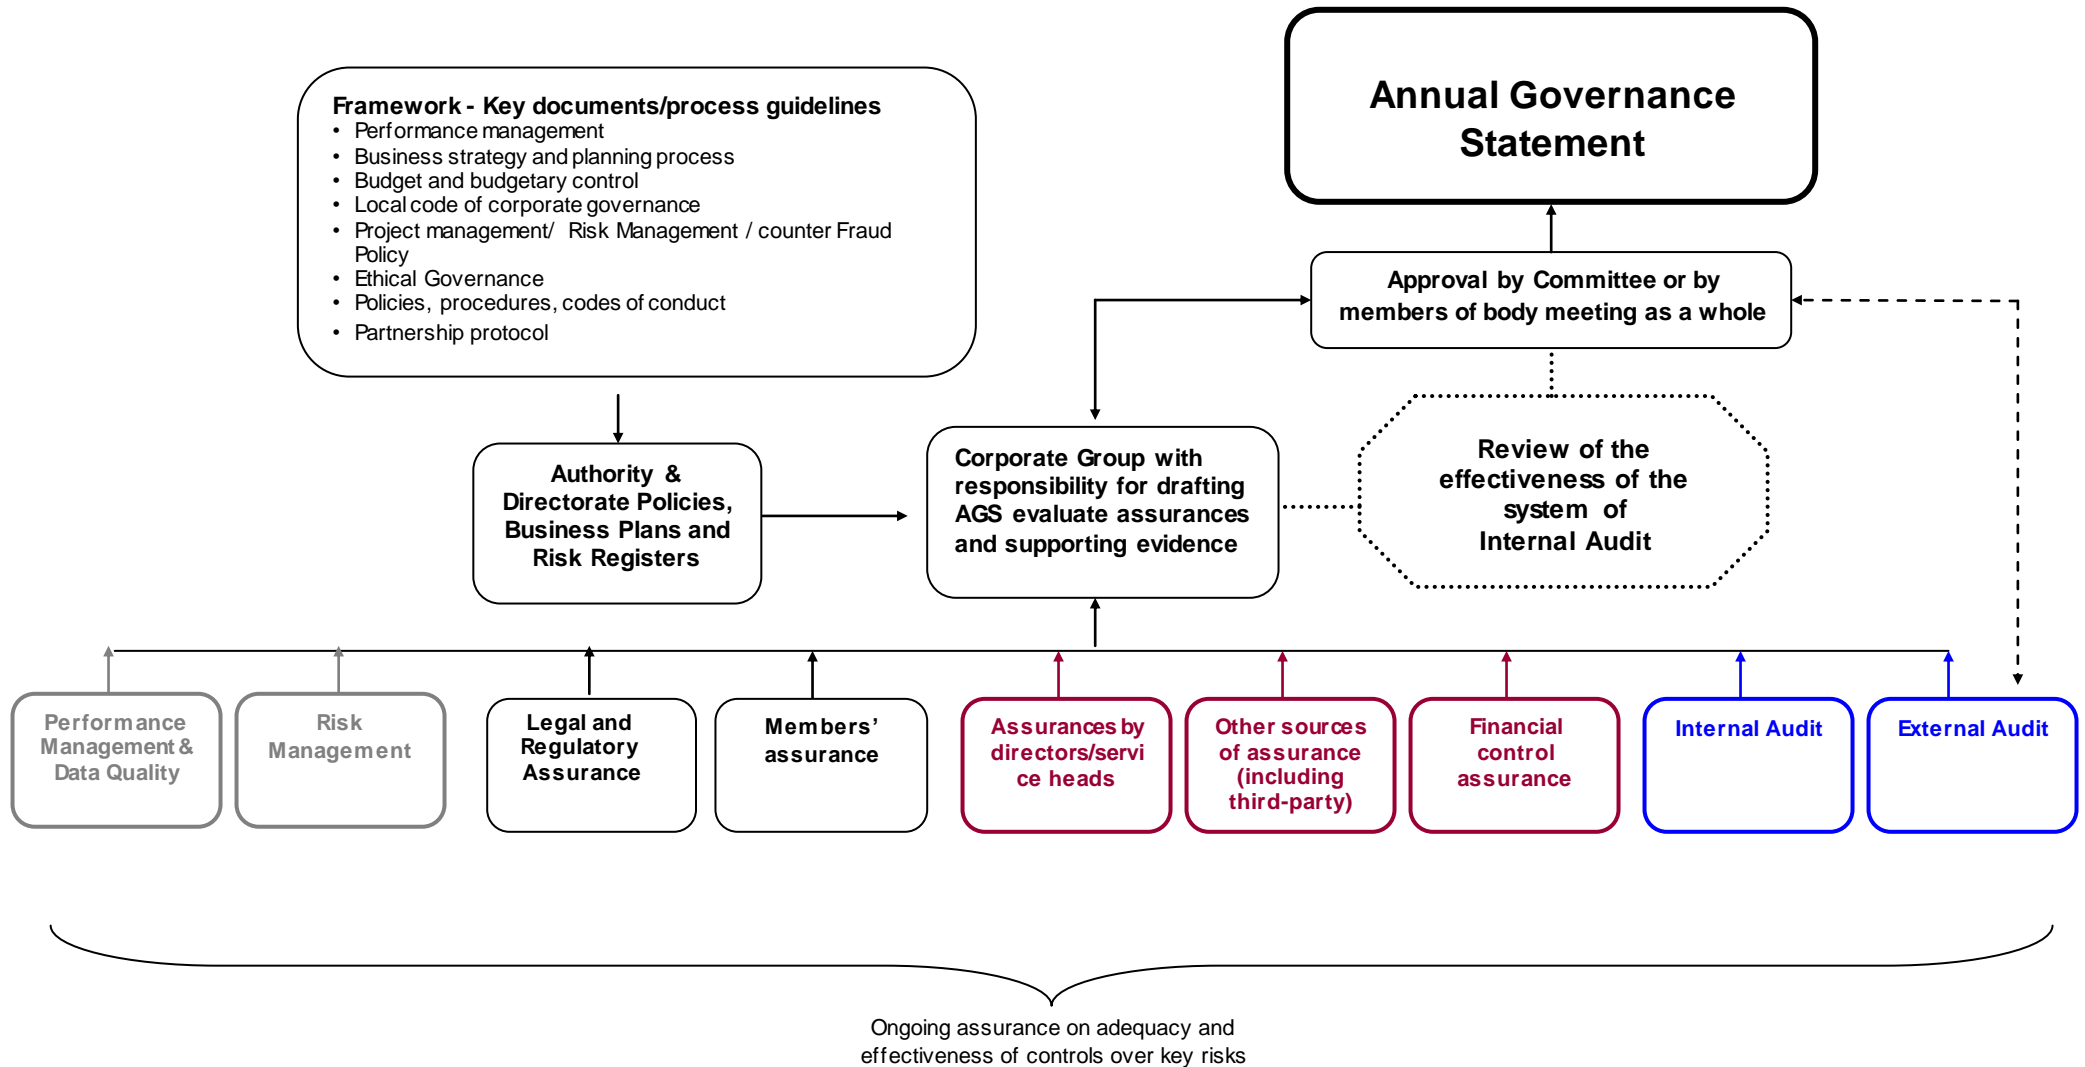 Annual Governance
Statement
Framework - Key documents/process guidelines
• Performance management
• Business strategy and planning process
• Budget and budgetary control
• Local code of corporate governance
• Project management/ Risk Management / counter Fraud
Policy
• Ethical Governance
• Policies, procedures, codes of conduct
• Partnership protocol
Approval by Committee or by
members of body meeting as a whole
Authority &
Directorate Policies,
Business Plans and
Risk Registers
Corporate Group with
responsibility for drafting
AGS evaluate assurances
and supporting evidence
Review of the
effectiveness of the
system of
Internal Audit
Performance
Management &
Data Quality
Risk
Management
Legal and
Regulatory
Assurance
Members’
assurance
Assurances by
directors/servi
ce heads
Other sources
of assurance
(including
third-party)
Financial
control
assurance
Internal Audit
External Audit
Ongoing assurance on adequacy and
effectiveness of controls over key risks